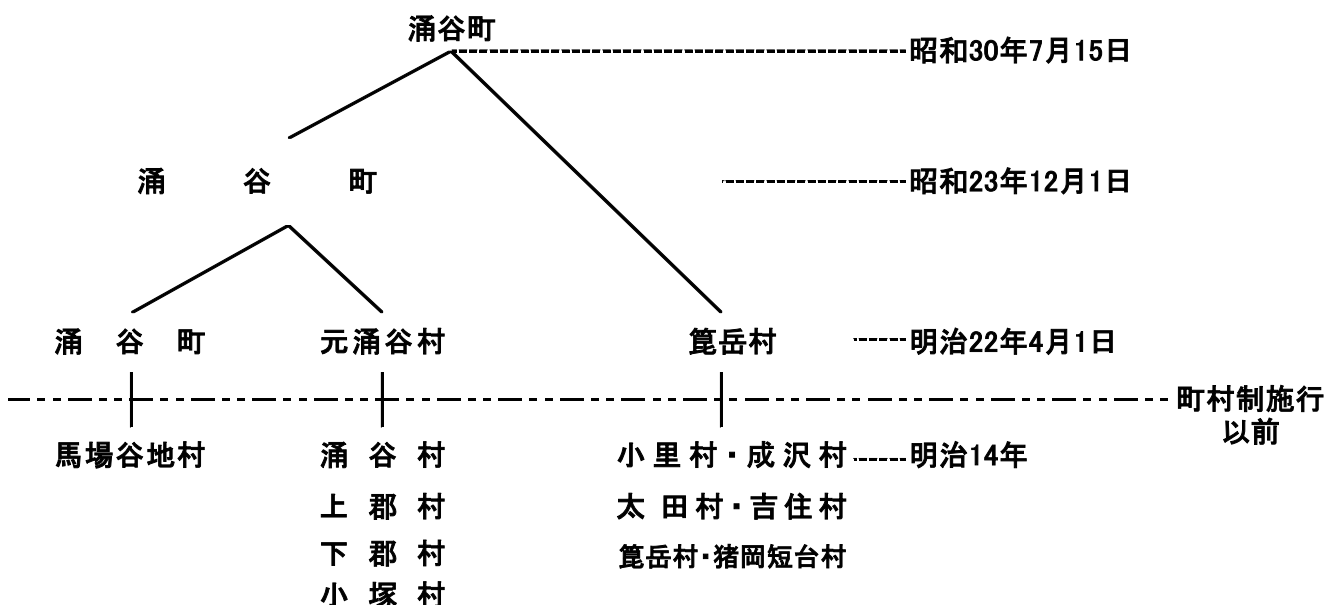 涌谷町
昭和30年7月15日
涌谷町
昭和23年12月1日
涌谷町 元涌谷村 箟岳村 明治22年4月1日
町村制施行
以前
馬場谷地村 涌谷村 小里村・成沢村 明治14年
上郡村 太田村・吉住村
下郡村 箟岳村・猪岡短台村
小塚村